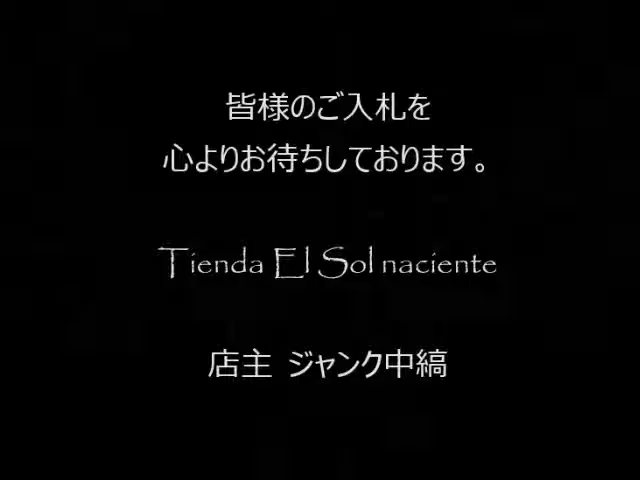 皆様のご入札を
心よりお待ちしております。
Tienda El Sol naciente
店主 ジャンク中縞